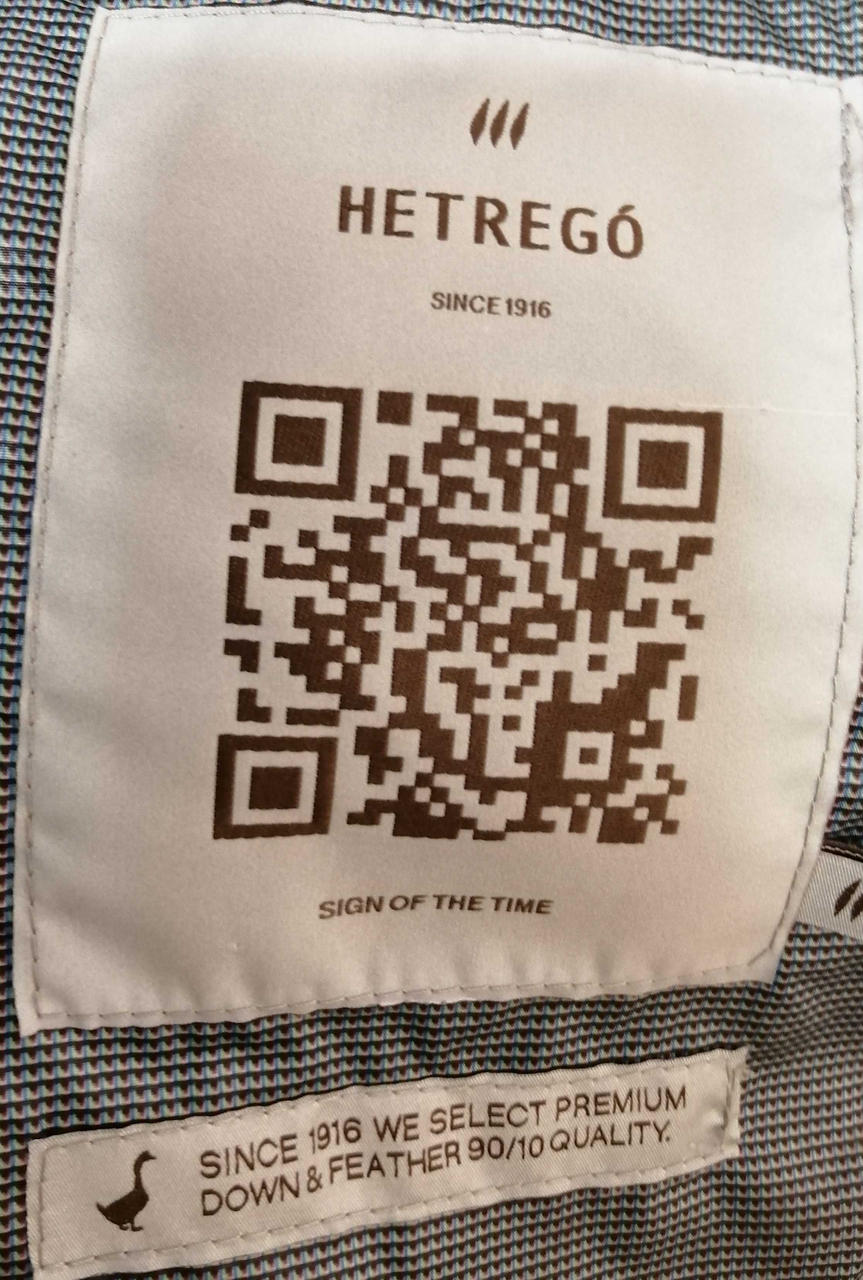 HETREGÓ
SINCE 1916
SIGN OF THE TIME
SINCE 1916 WE SELECT PREMIUM
DOWN & FEATHER 90/10 QUALITY.